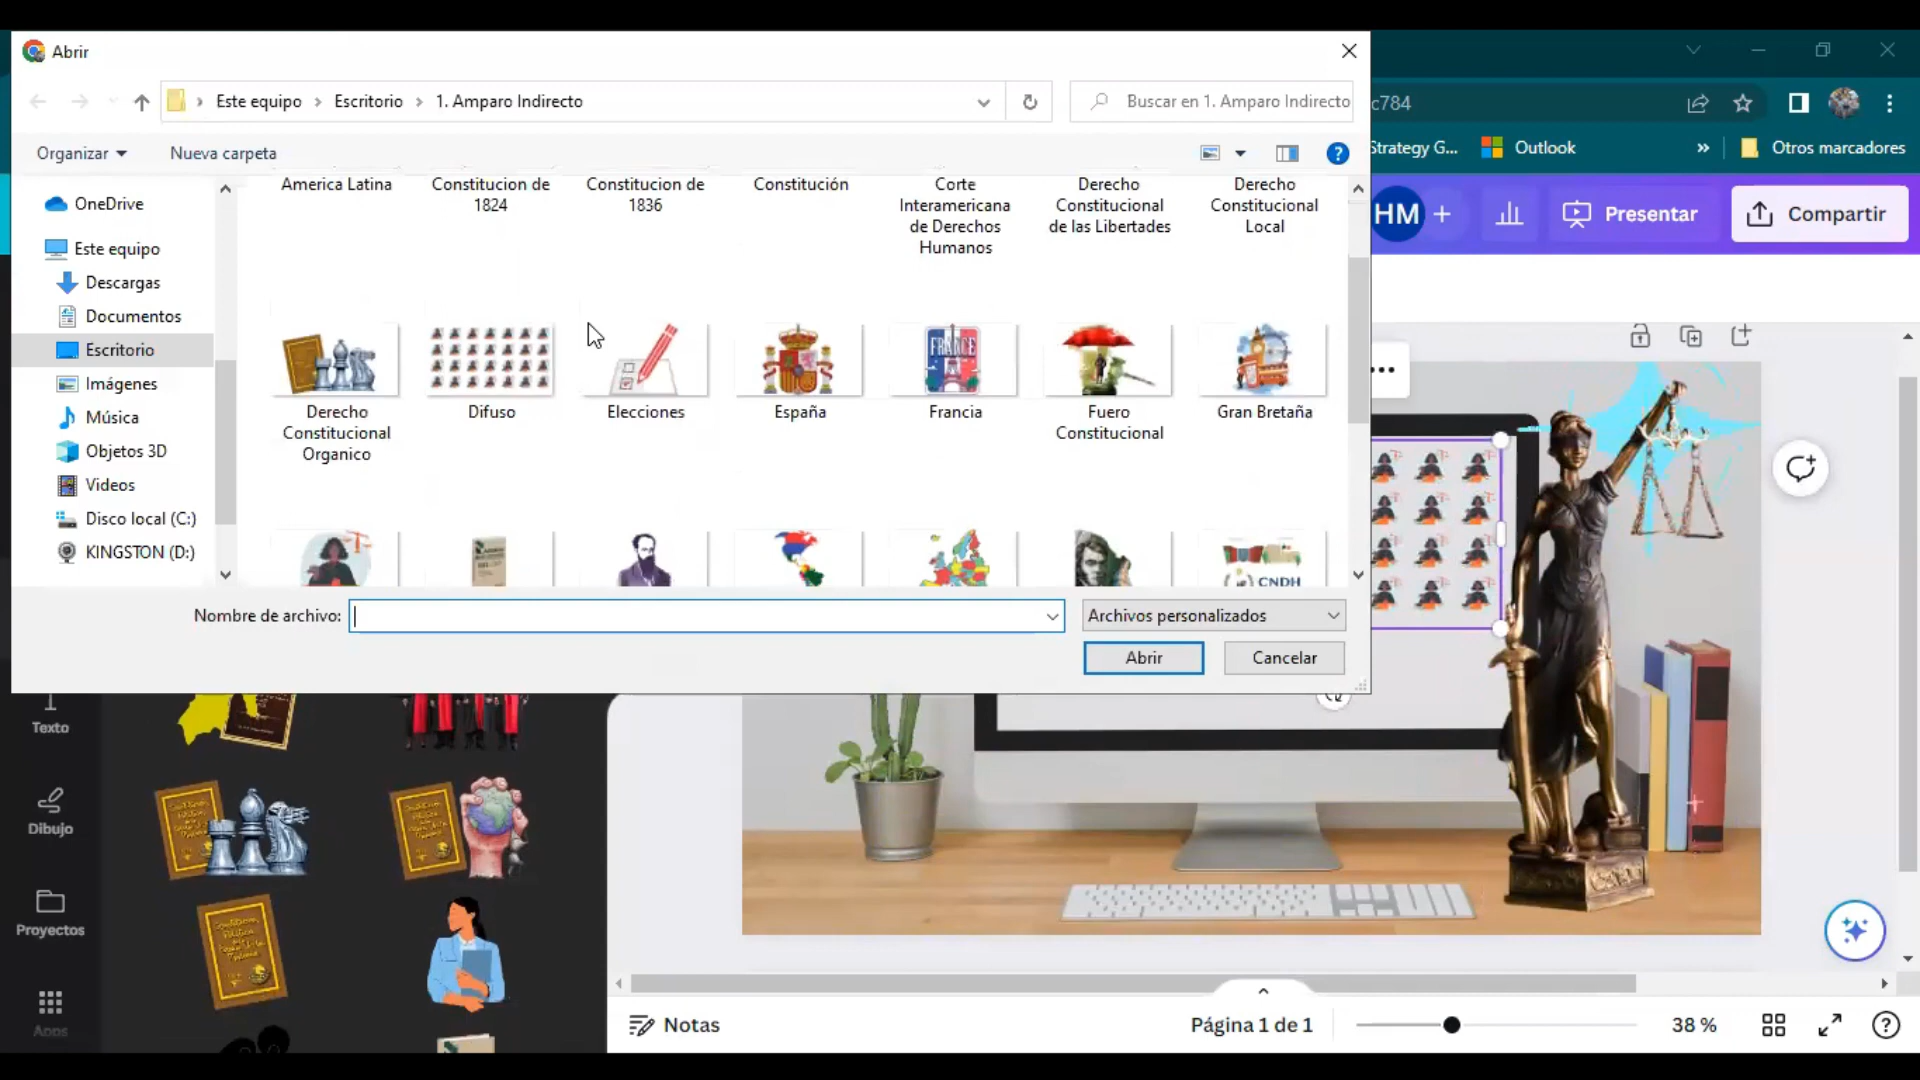 Abrir
Este equipo > Escritorio > 1. Amparo Indirecto
Buscar en 1. Amparo Indirecto
c784
Organizar
Nueva carpeta
Strategy G...
Outlook
»
Otros marcadores
OneDrive
Este equipo
Descargas
Documentos
Escritorio
Imágenes
Música
Objetos 3D
Videos
Disco local (C:)
KINGSTON (D:)
America Latina
Constitucion de
1824
Constitucion de
1836
Constitución
Corte
Interamericana
de Derechos
Humanos
Derecho
Constitucional
de las Libertades
Derecho
Constitucional
Local
HM
Presentar
Compartir
FRANCE
Derecho
Constitucional
Organico
Difuso
Elecciones
España
Francia
Fuero
Constitucional
Gran Bretaña
CNDH
Nombre de archivo:
Archivos personalizados
Abrir
Cancelar
Texto
Dibujo
Proyectos
Apps
Notas
Página 1 de 1
38 %